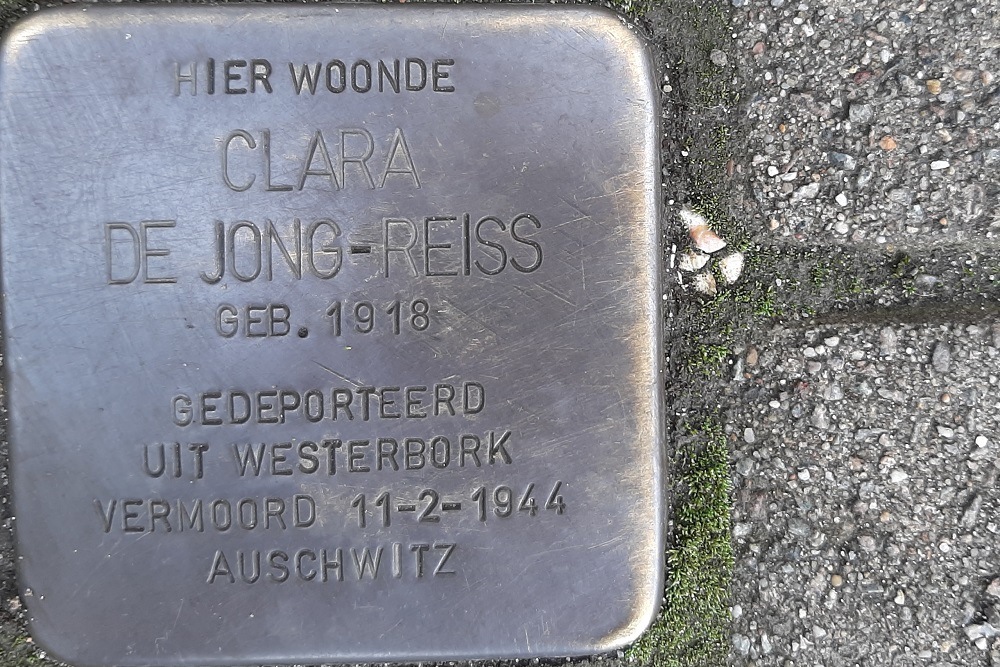 HIER WOONDE
CLARA
DE JONG-REISS
GEB. 1918
GEDEPORTEERD
UIT WESTERBORK
VERMOORD 11-2-1944
AUSCHWITZ